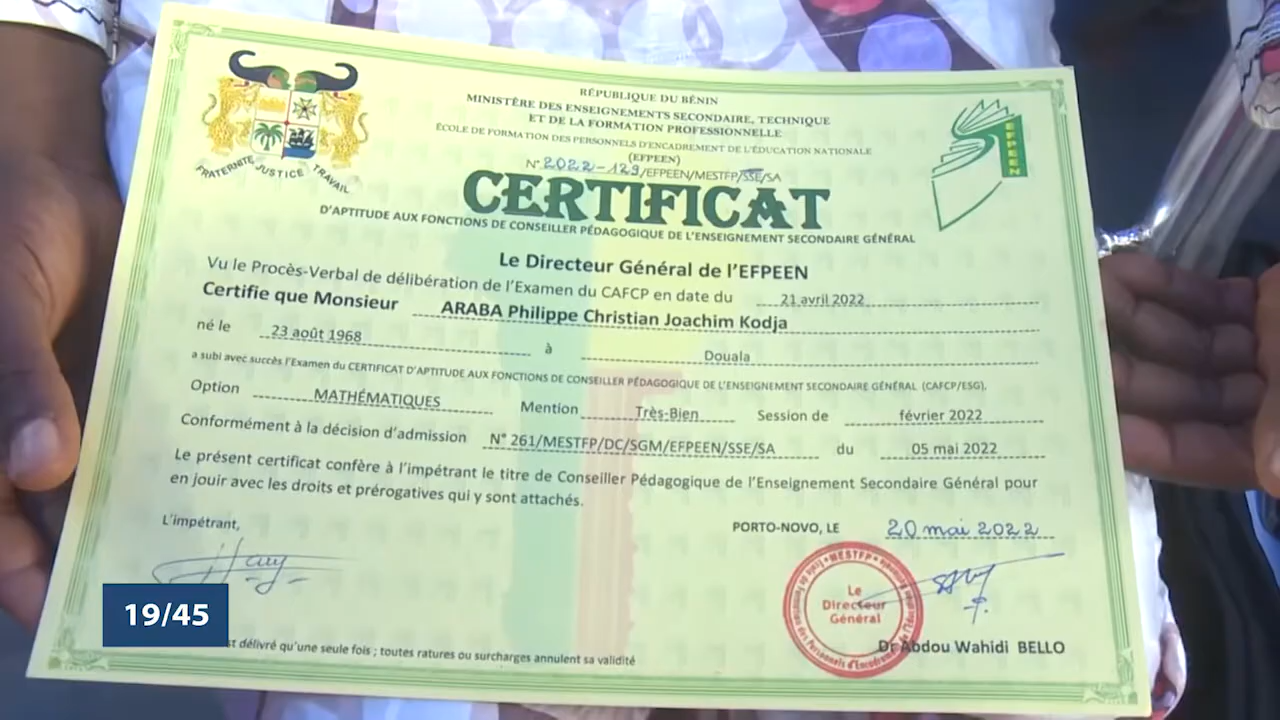 RÉPUBLIQUE DU BÉNIN
MINISTÈRE DES ENSEIGNEMENTS SECONDAIRE, TECHNIQUE
ET DE LA FORMATION PROFESSIONNELLE
ÉCOLE DE FORMATION DES PERSONNELS D'ENCADREMENT DE L'ÉDUCATION NATIONALE
(EFPEEN)
N° 2022-129/EFPEEN/MESTFP/SSE/SA
FRATERNITE JUSTICE TRAVAIL
EFPEEN
CERTIFICAT
D'APTITUDE AUX FONCTIONS DE CONSEILLER PÉDAGOGIQUE DE L'ENSEIGNEMENT SECONDAIRE GÉNÉRAL
Le Directeur Général de l'EFPEEN
Vu le Procès-Verbal de délibération de l'Examen du CAFCP en date du 21 avril 2022
Certifie que Monsieur ARABA Philippe Christian Joachim Kodja
né le 23 août 1968 à Douala
a subi avec succès l'Examen du CERTIFICAT D'APTITUDE AUX FONCTIONS DE CONSEILLER PÉDAGOGIQUE DE L'ENSEIGNEMENT SECONDAIRE GÉNÉRAL (CAFCP/ESG).
Option MATHÉMATIQUES Mention Très-Bien Session de février 2022
Conformément à la décision d'admission N° 261/MESTFP/DC/SGM/EFPEEN/SSE/SA du 05 mai 2022
Le présent certificat confère à l'impétrant le titre de Conseiller Pédagogique de l'Enseignement Secondaire Général pour
en jouir avec les droits et prérogatives qui y sont attachés.
L'impétrant,
PORTO-NOVO, LE 20 mai 2022
MESTFP
Le
Directeur
Général
Dr Abdou Wahidi BELLO
19/45
délivré qu'une seule fois ; toutes ratures ou surcharges annulent sa validité